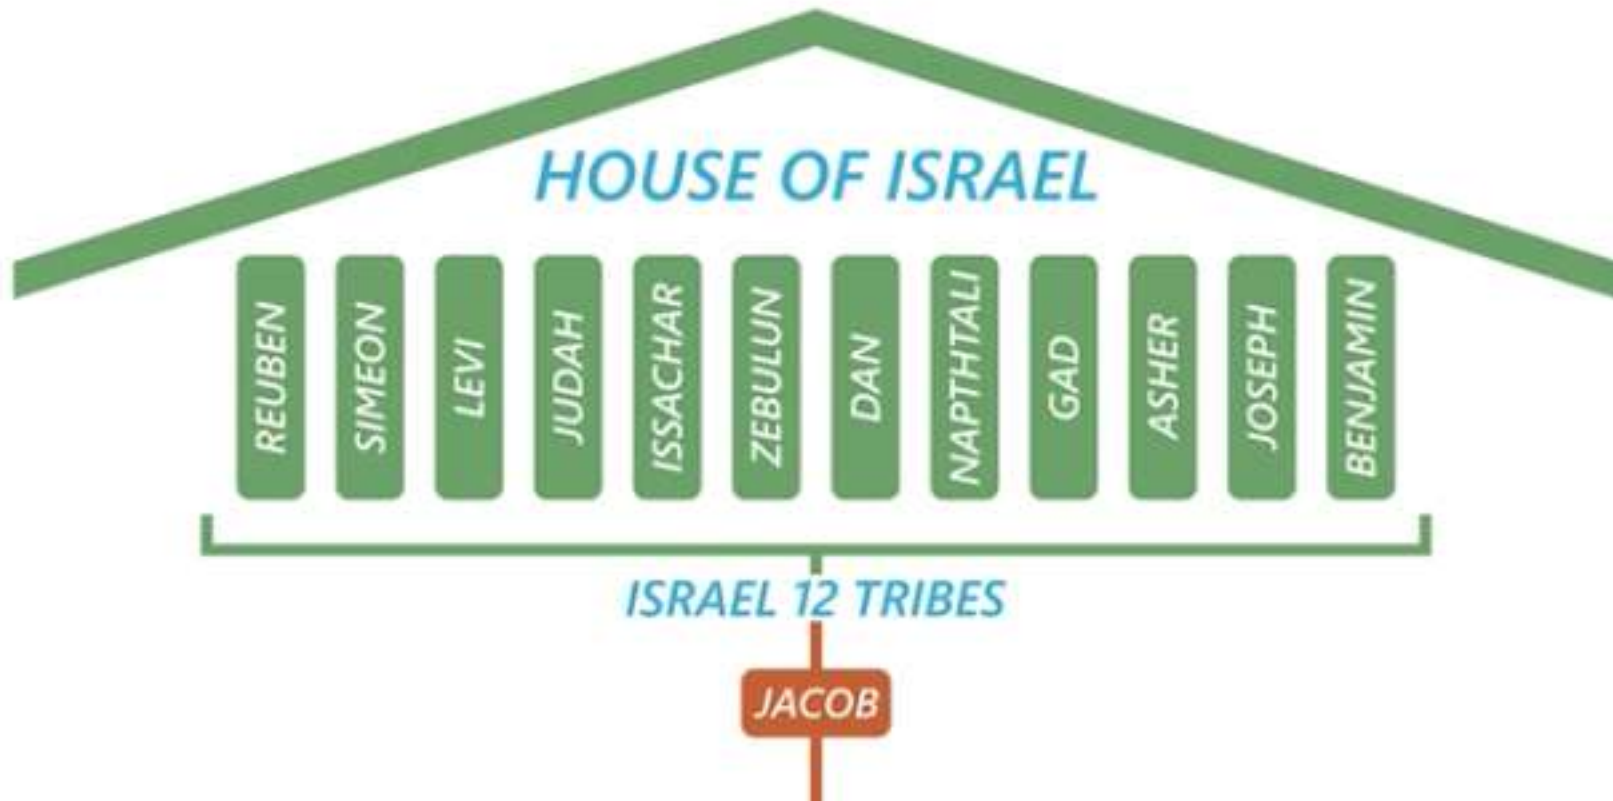 HOUSE OF ISRAEL
REUBEN
SIMEON
LEVI
JUDAH
ISSACHAR
ZEBULUN
DAN
NAPTHTALI
GAD
ASHER
JOSEPH
BENJAMIN
ISRAEL 12 TRIBES
JACOB